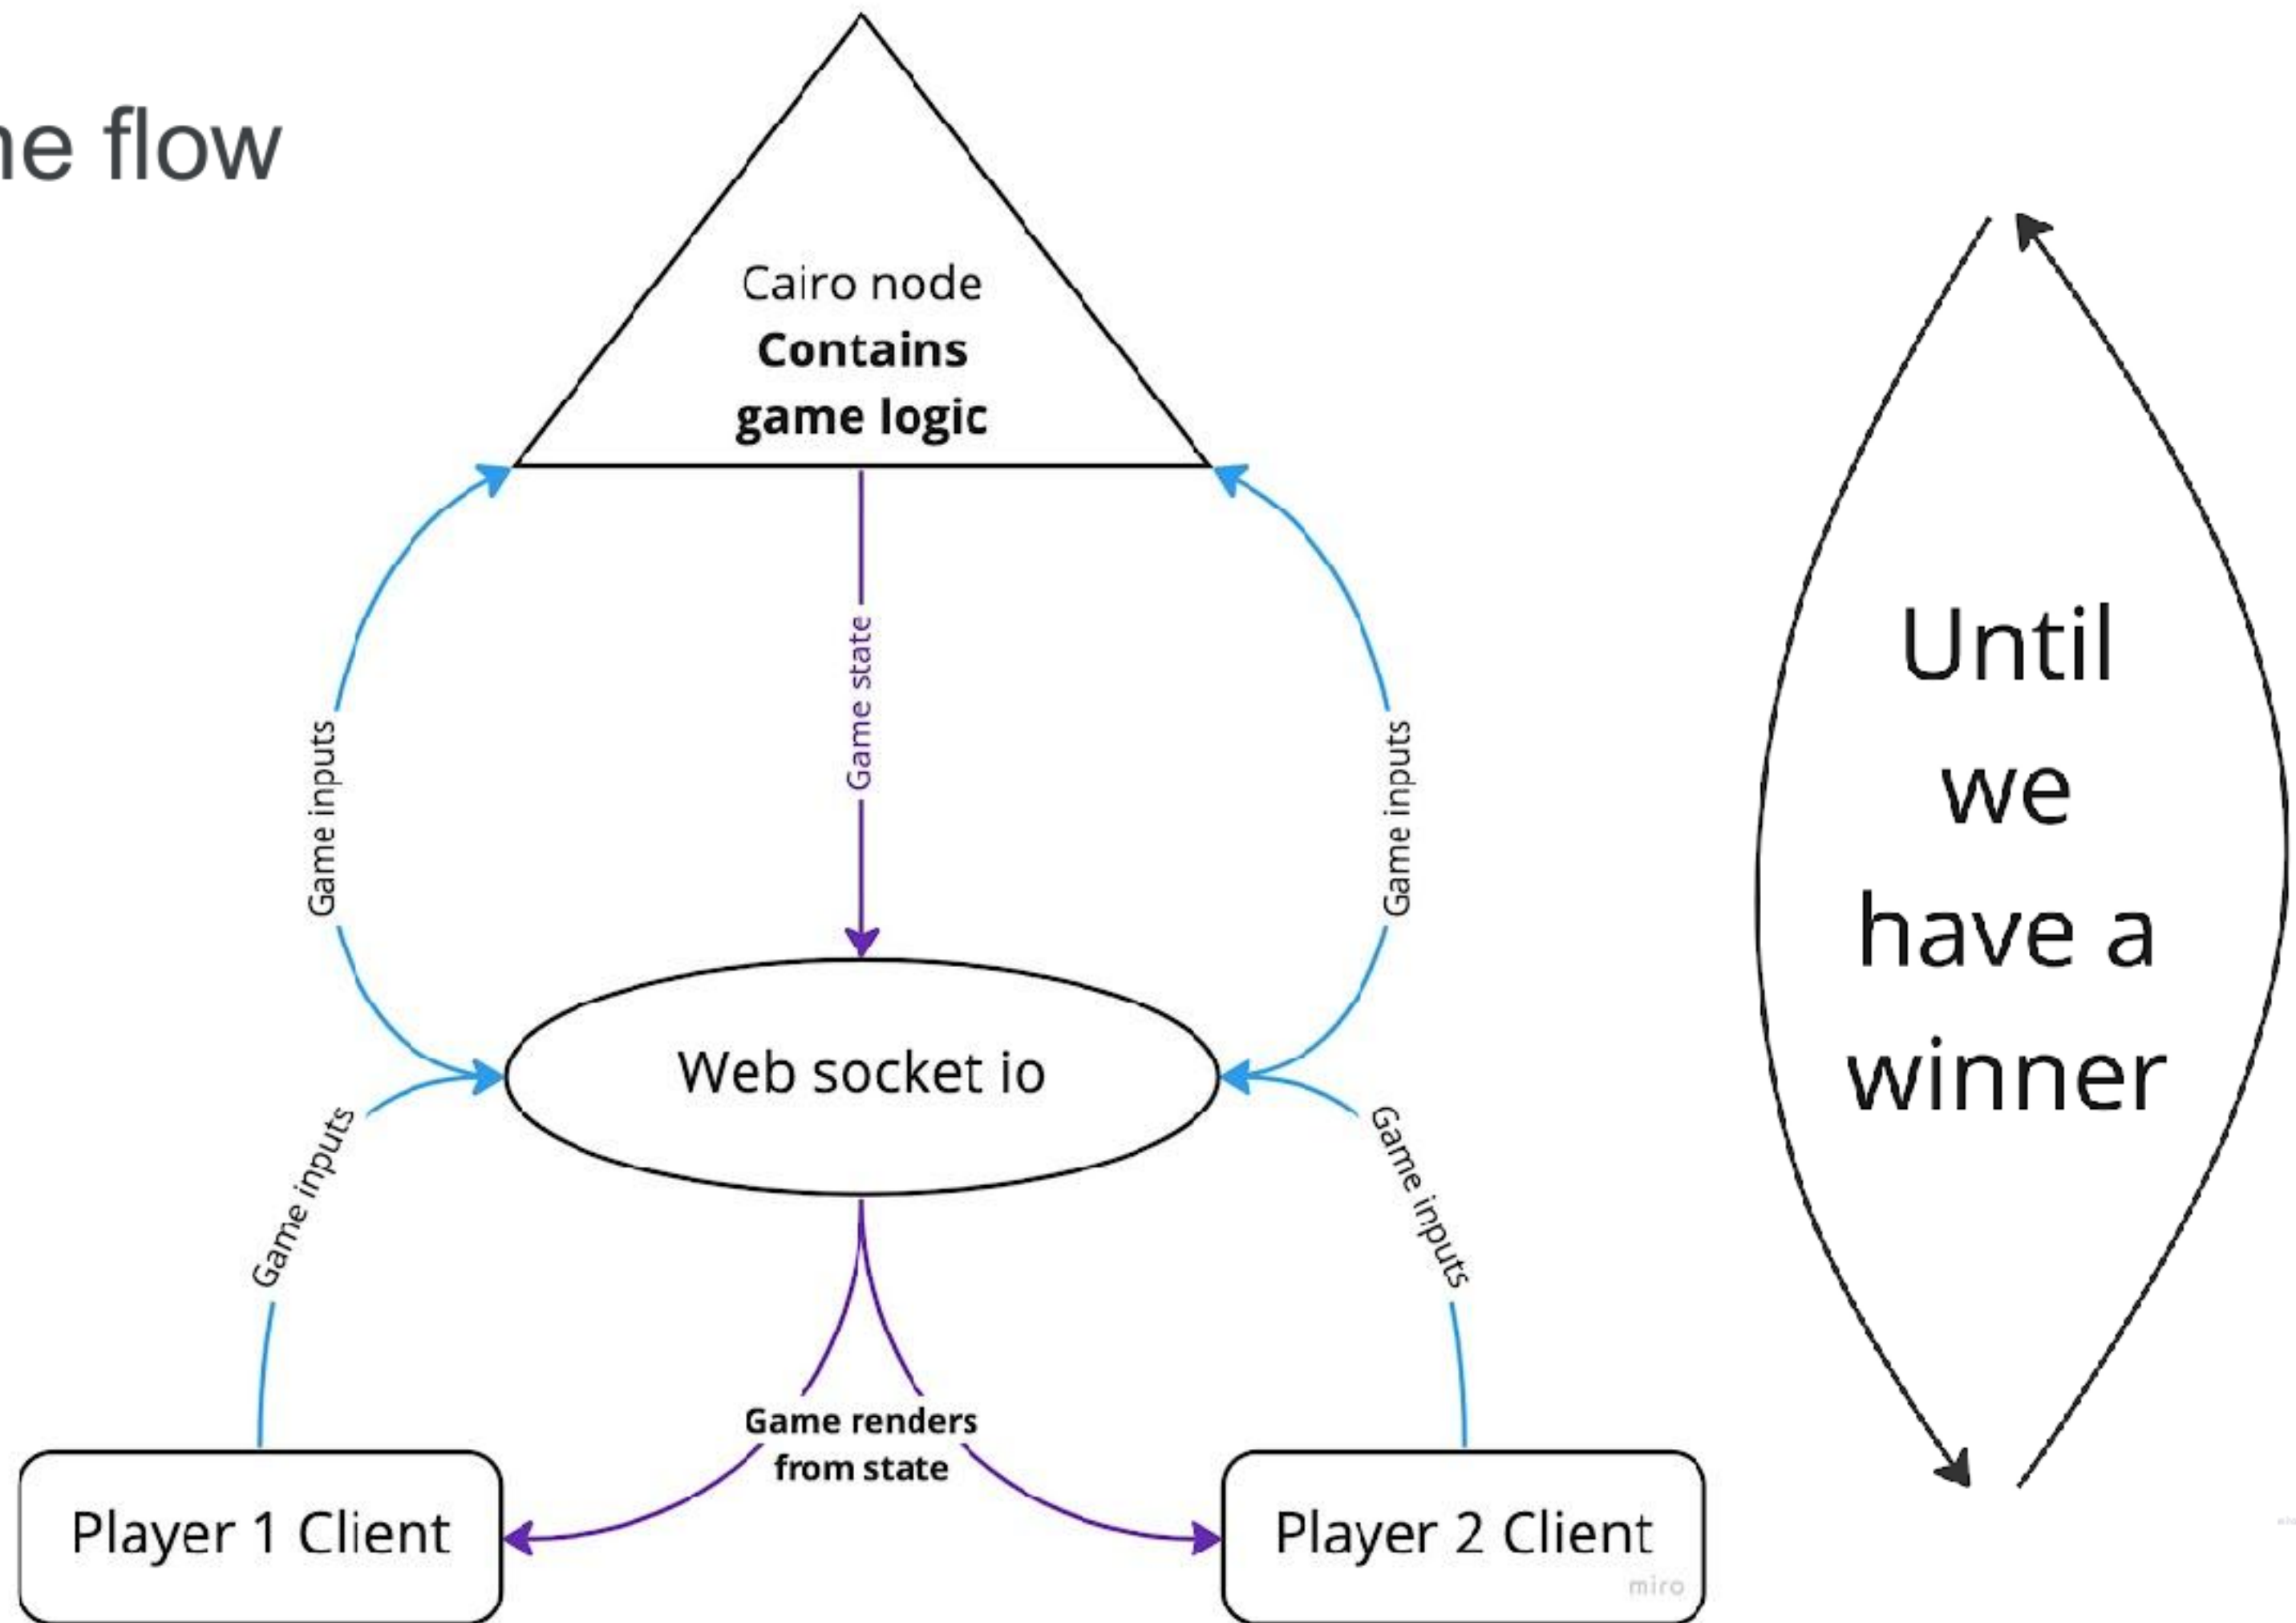 ne flow
Cairo node
Contains
game logic
Game state
Game inputs
Game inputs
Until
we
have a
winner
Web socket io
Game inputs
Game inputs
Game renders
from state
Player 1 Client
Player 2 Client
miro